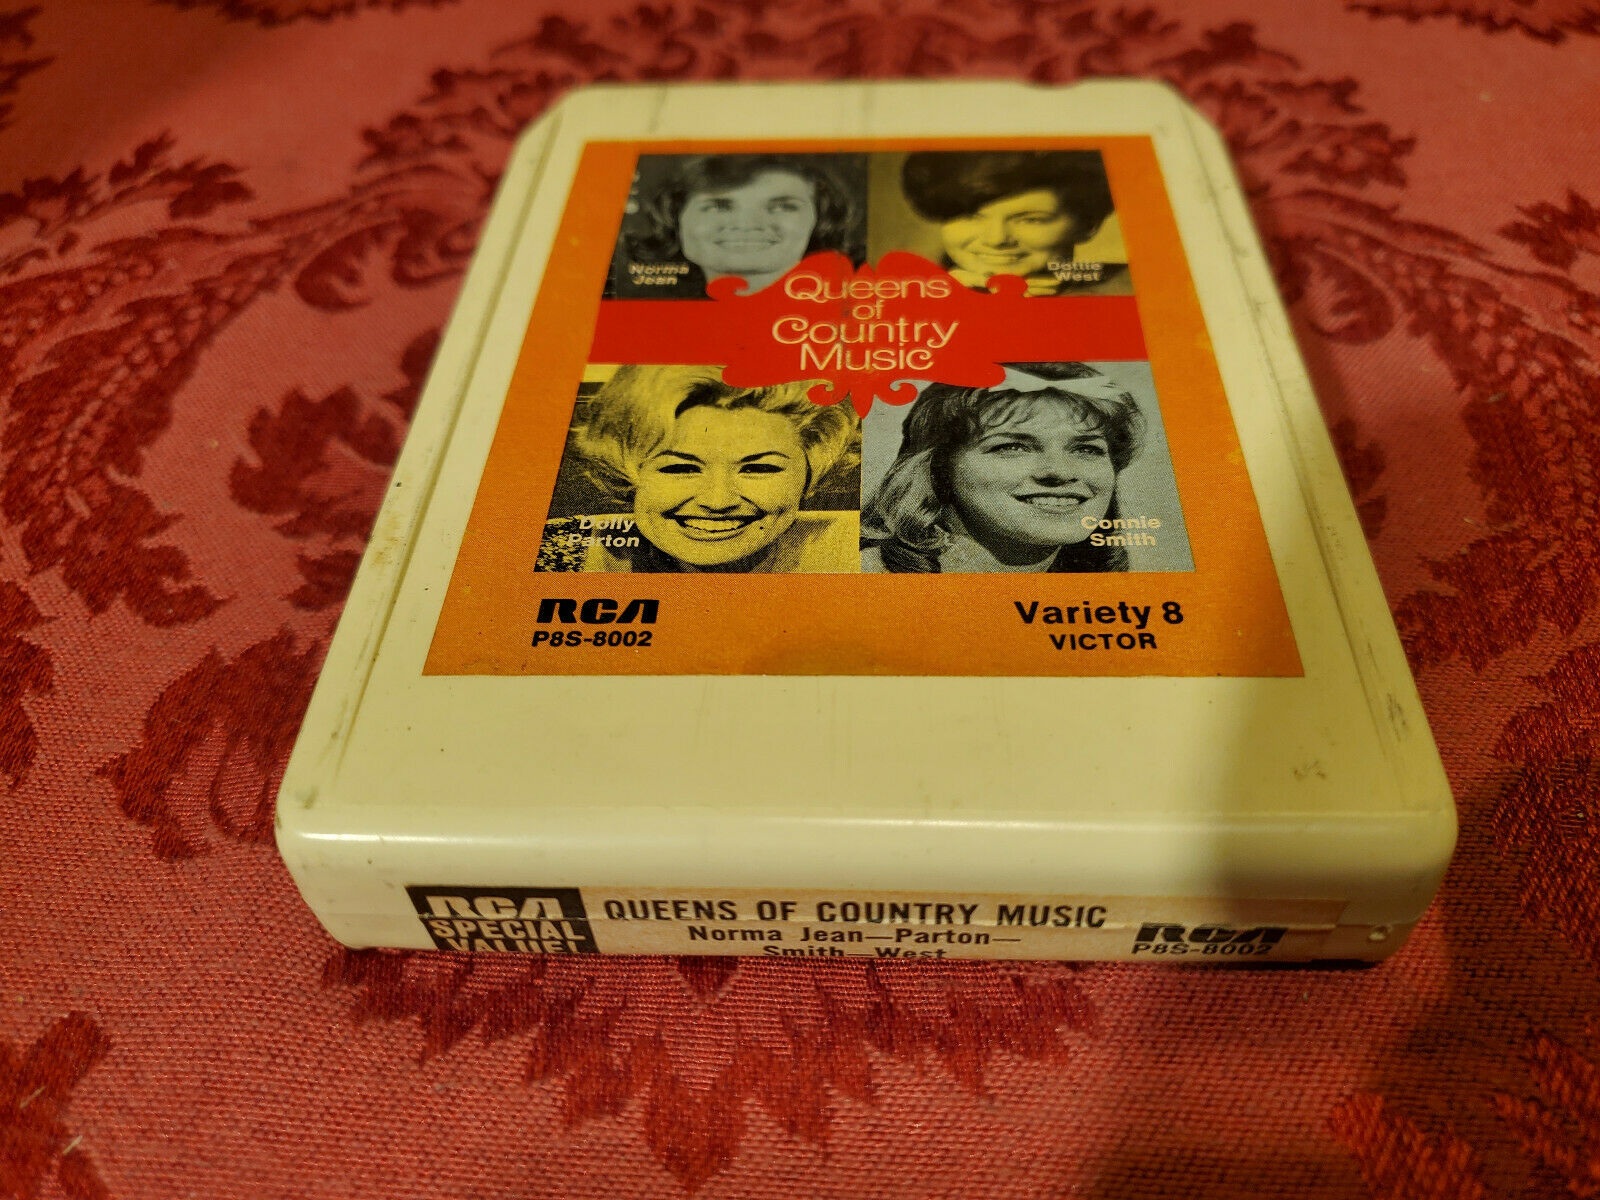 Norma
Jean
Dottie
West
Queens
of
Country
Music
Dolly
Parton
Connie
Smith
RCA
P8S-8002
Variety 8
VICTOR
RCA
SPECIAL
VALUE!
QUEENS OF COUNTRY MUSIC
Norma Jean—Parton—
Smith—West
RCA
P8S-8002